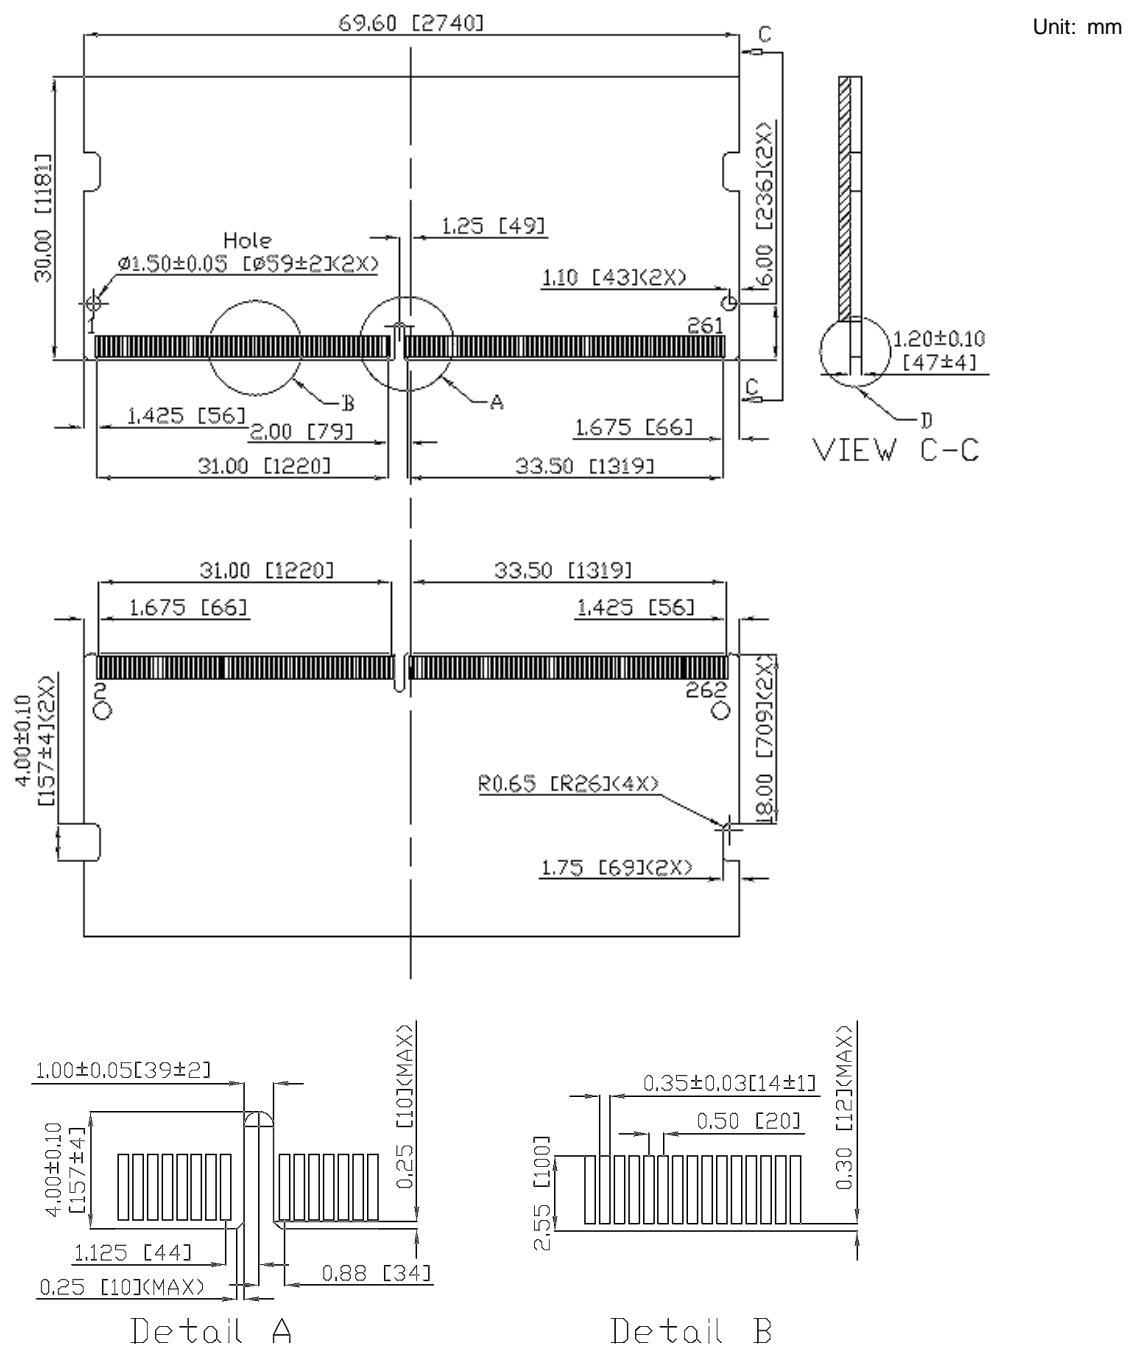 69.60 [2740]
Unit: mm
C
30.00 [1181]
6.00 [236](2X)
1.25 [49]
Hole
Ø1.50±0.05 [Ø59±2](2X)
1.10 [43](2X)
1
261
1.20±0.10
[47±4]
C
B
A
D
1.425 [56]
2.00 [79]
1.675 [66]
VIEW C-C
31.00 [1220]
33.50 [1319]
31.00 [1220]
33.50 [1319]
1.675 [66]
1.425 [56]
2
262
4.00±0.10
[157±4](2X)
18.00 [709](2X)
R0.65 [R26](4X)
1.75 [69](2X)
1.00±0.05[39±2]
0.25 [10](MAX)
4.00±0.10
[157±4]
1.125 [44]
0.25 [10](MAX)
0.88 [34]
Detail A
0.35±0.03[14±1]
0.50 [20]
0.30 [12](MAX)
2.55 [100]
Detail B